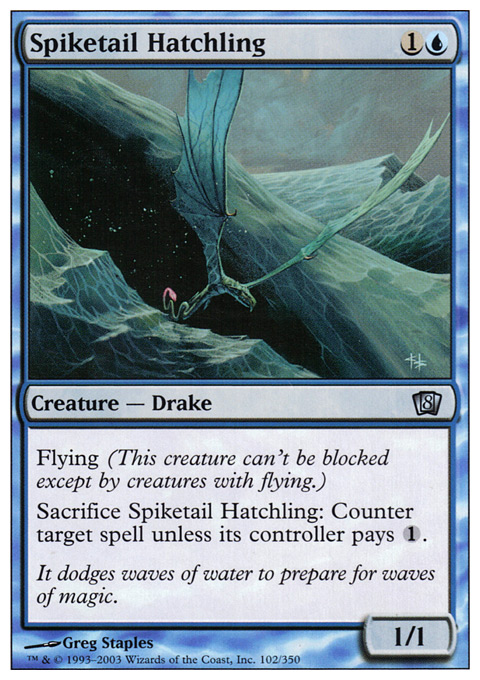 Spiketail Hatchling 1
Creature — Drake 8
Flying (This creature can't be blocked
except by creatures with flying.)
Sacrifice Spiketail Hatchling: Counter
target spell unless its controller pays 1.
It dodges waves of water to prepare for waves
of magic.
1/1
Greg Staples
™ & © 1993–2003 Wizards of the Coast, Inc. 102/350